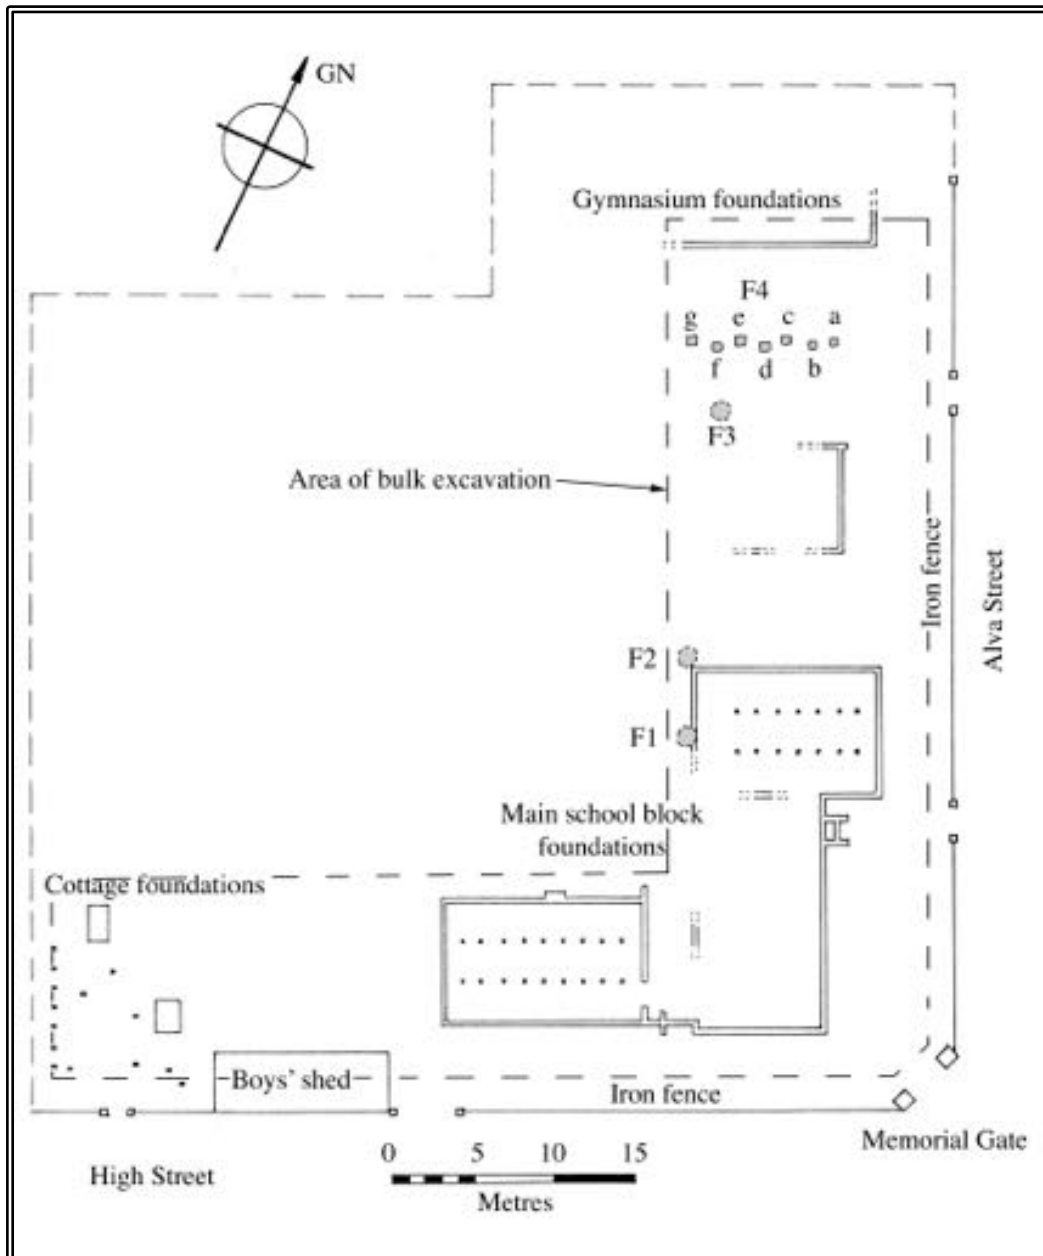 GN
Gymnasium foundations
F4
g e c a
f d b
F3
Area of bulk excavation
Iron fence
Alva Street
F2
F1
Main school block
foundations
Cottage foundations
Boys' shed
Iron fence
Memorial Gate
High Street
0 5 10 15
Metres